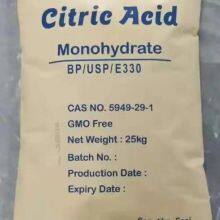 Citric Acid
Monohydrate
BP/USP/E330
CAS NO. 5949-29-1
GMO Free
Net Weight : 25kg
Batch No. :
Production Date :
Expiry Date :